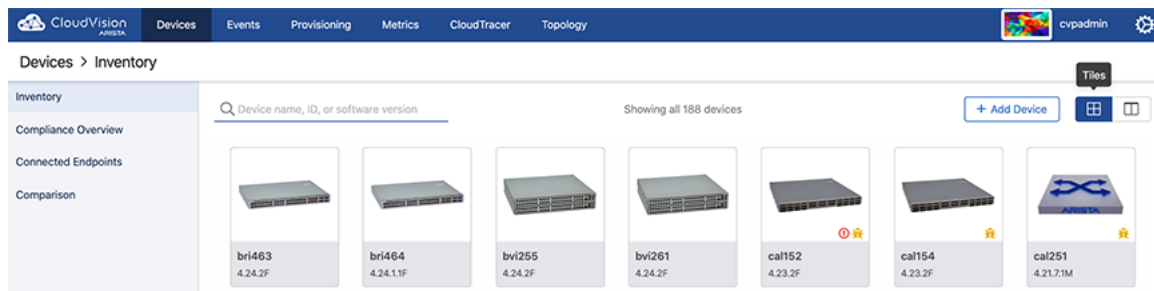 CloudVision Devices Events Provisioning Metrics CloudTracer Topology cvpadmin
ARISTA
Devices > Inventory
Tiles
Inventory
Device name, ID, or software version Showing all 188 devices + Add Device
Compliance Overview
Connected Endpoints
Comparison
ARISTA
bri463 bri464 bvi255 bvi261 cal152 cal154 cal251
4.24.2F 4.24.1.1F 4.24.2F 4.24.2F 4.23.2F 4.23.2F 4.21.7.1M